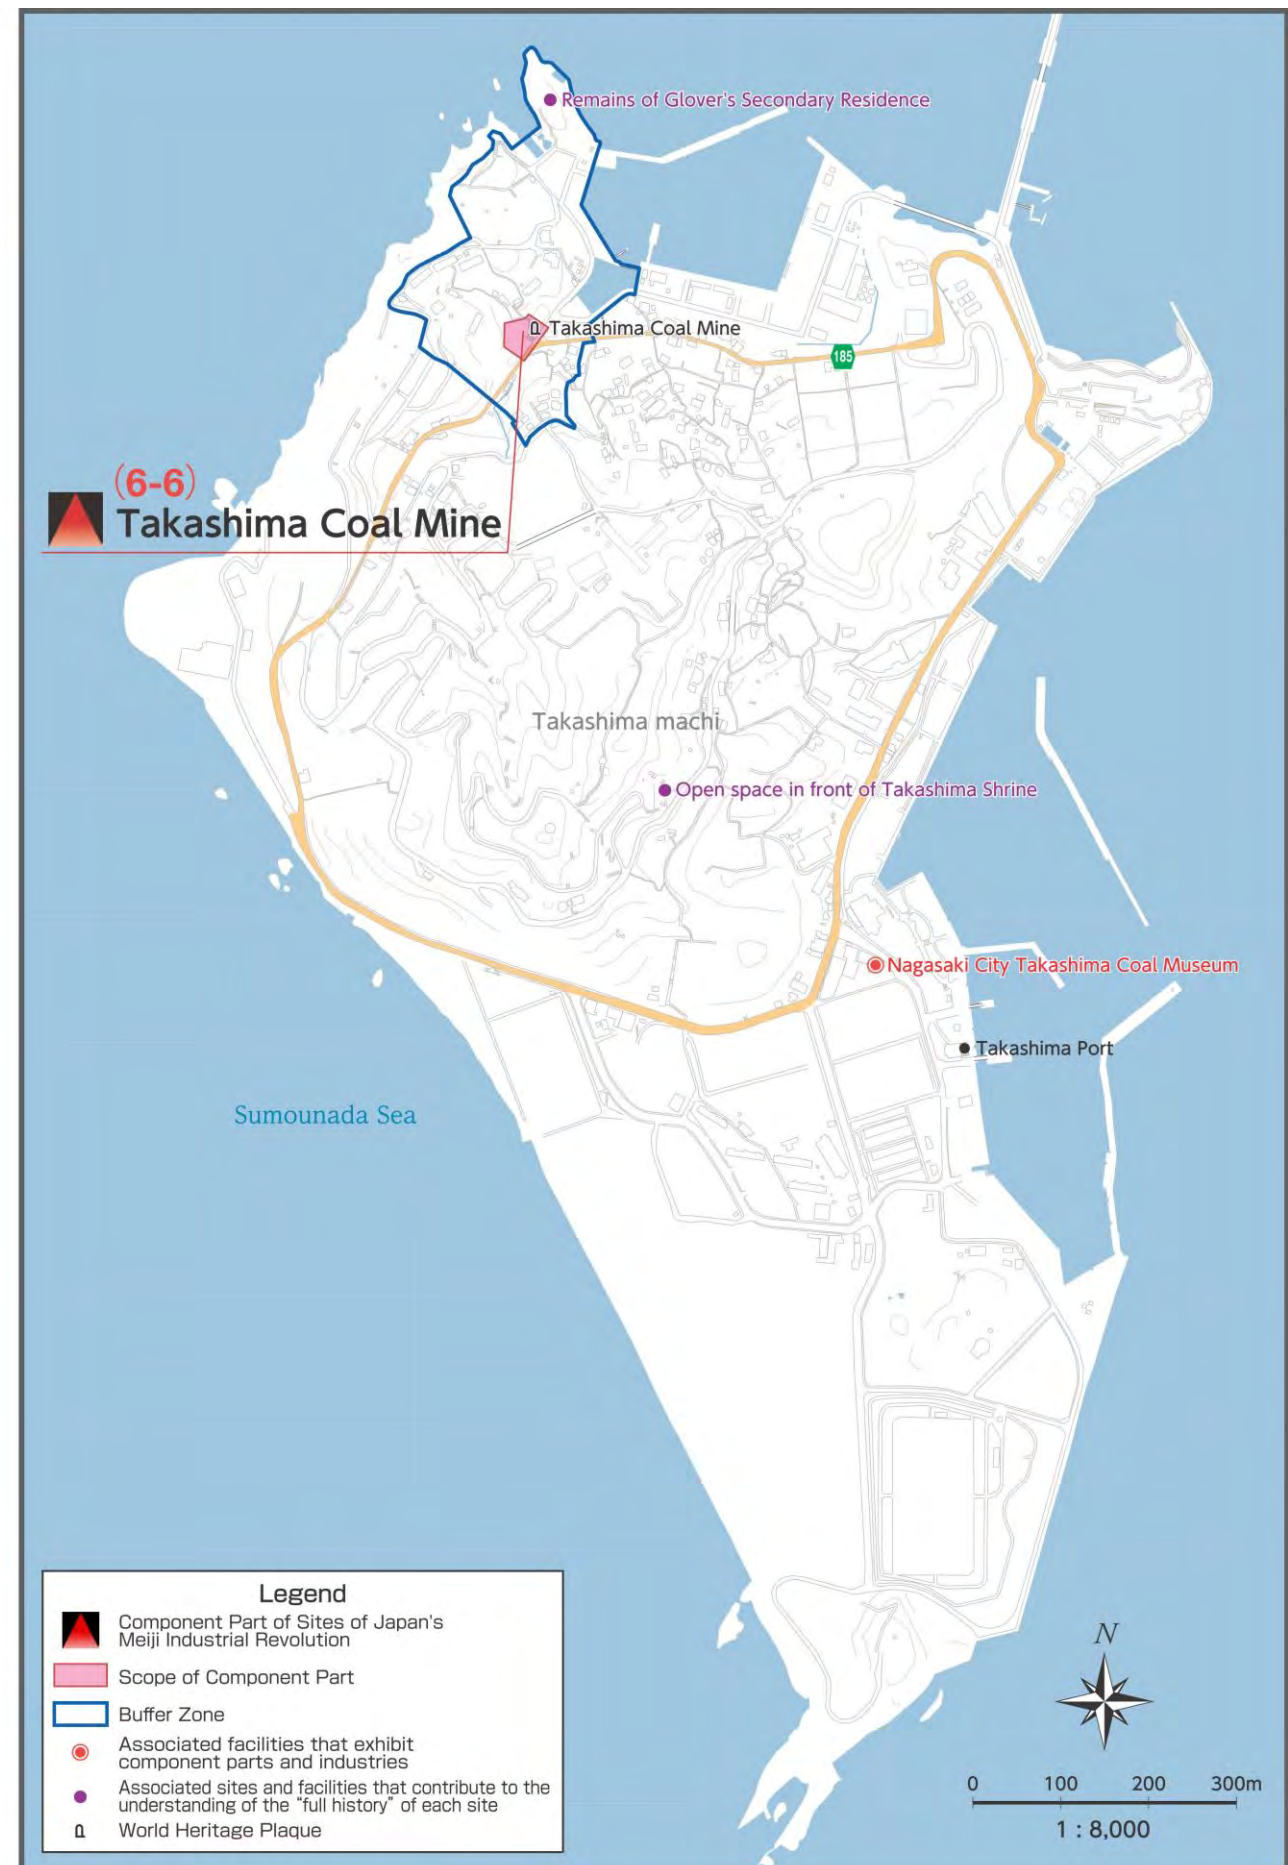 Remains of Glover's Secondary Residence
Takashima Coal Mine
185
(6-6)
Takashima Coal Mine
Takashima machi
Open space in front of Takashima Shrine
Nagasaki City Takashima Coal Museum
Takashima Port
Sumounada Sea
Legend
Component Part of Sites of Japan's
Meiji Industrial Revolution
Scope of Component Part
Buffer Zone
Associated facilities that exhibit
component parts and industries
Associated sites and facilities that contribute to the
understanding of the "full history" of each site
World Heritage Plaque
N
0 100 200 300m
1 : 8,000